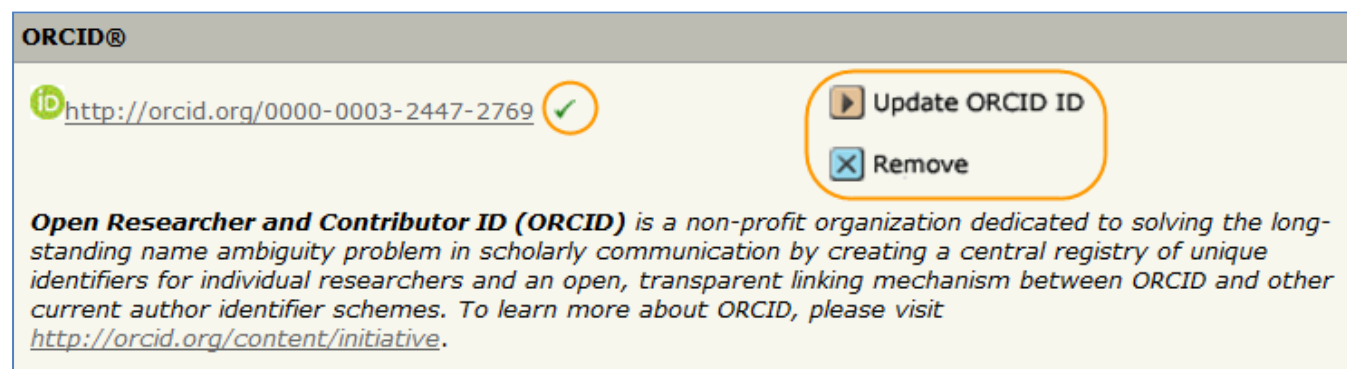 ORCID®
iD http://orcid.org/0000-0003-2447-2769 ✓
Update ORCID ID
Remove
Open Researcher and Contributor ID (ORCID) is a non-profit organization dedicated to solving the long-
standing name ambiguity problem in scholarly communication by creating a central registry of unique
identifiers for individual researchers and an open, transparent linking mechanism between ORCID and other
current author identifier schemes. To learn more about ORCID, please visit
http://orcid.org/content/initiative.